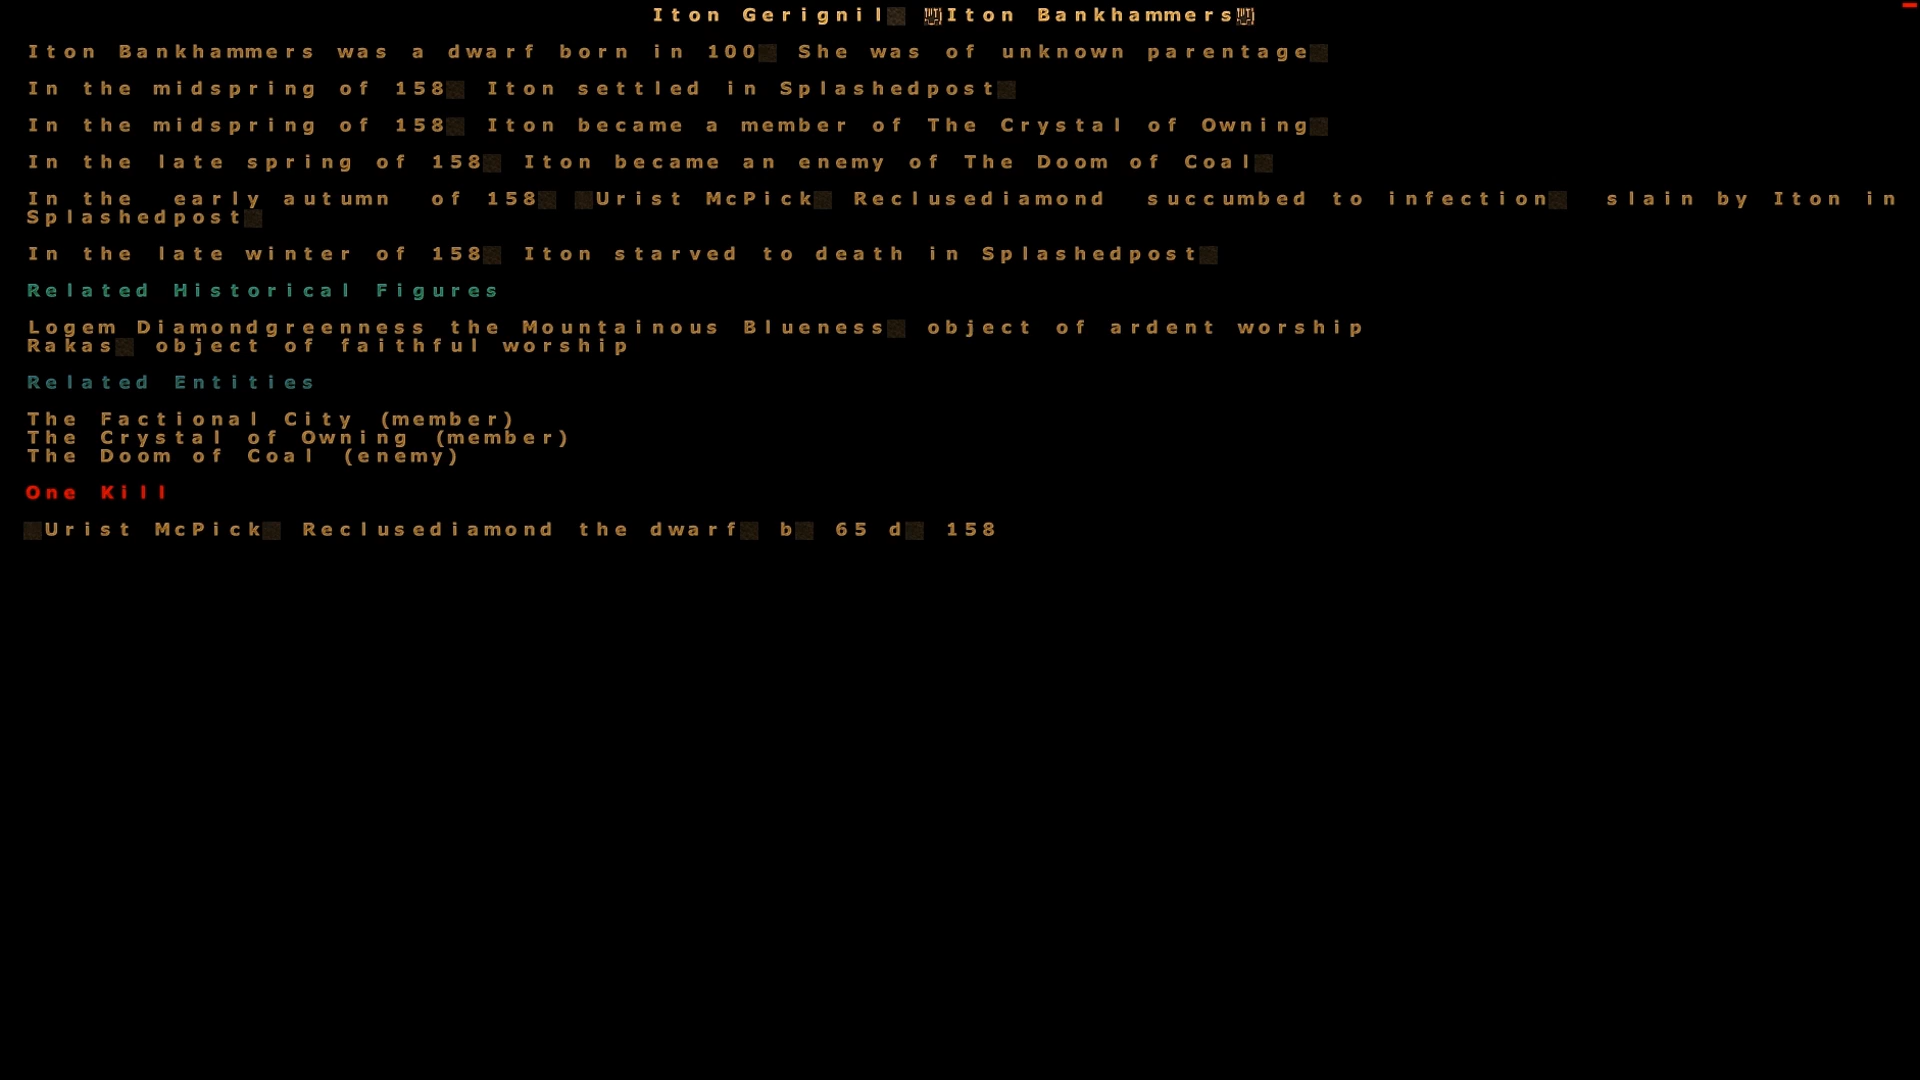 Iton Gerignil Iton Bankhammers
Iton Bankhammers was a dwarf born in 100 She was of unknown parentage
In the midspring of 158 Iton settled in Splashedpost
In the midspring of 158 Iton became a member of The Crystal of Owning
In the late spring of 158 Iton became an enemy of The Doom of Coal
In the early autumn of 158 Urist McPick Reclusediamond succumbed to infection slain by Iton in
Splashedpost
In the late winter of 158 Iton starved to death in Splashedpost
Related Historical Figures
Logem Diamondgreenness the Mountainous Blueness object of ardent worship
Rakas object of faithful worship
Related Entities
The Factional City (member)
The Crystal of Owning (member)
The Doom of Coal (enemy)
One Kill
Urist McPick Reclusediamond the dwarf b 65 d 158